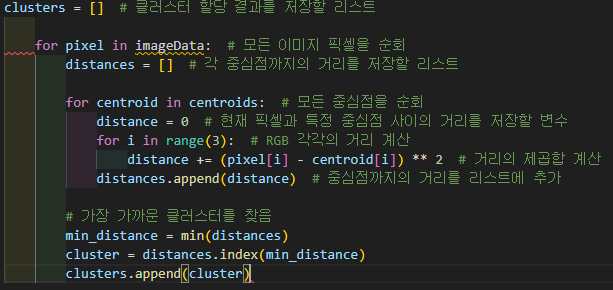 clusters = []  # 클러스터 할당 결과를 저장할 리스트
for pixel in imageData:  # 모든 이미지 픽셀을 순회
distances = []  # 각 중심점까지의 거리를 저장할 리스트
for centroid in centroids:  # 모든 중심점을 순회
distance = 0  # 현재 픽셀과 특정 중심점 사이의 거리를 저장할 변수
for i in range(3):  # RGB 각각의 거리 계산
distance += (pixel[i] - centroid[i]) ** 2  # 거리의 제곱합 계산
distances.append(distance)  # 중심점까지의 거리를 리스트에 추가
# 가장 가까운 클러스터를 찾음
min_distance = min(distances)
cluster = distances.index(min_distance)
clusters.append(cluster)